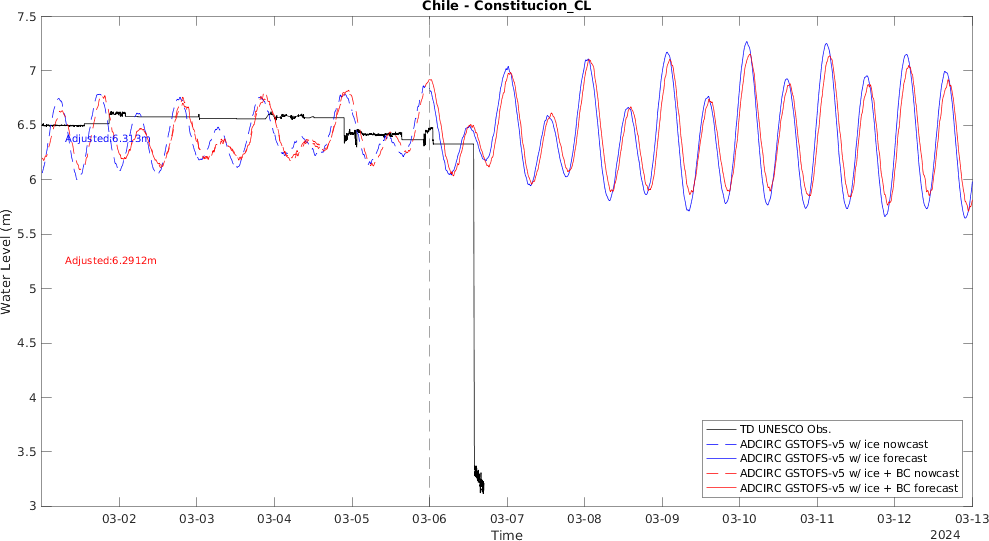 Chile - Constitucion_CL
7.5
7
6.5
6
5.5
5
4.5
4
3.5
3
Water Level (m)
Adjusted:6.313m
Adjusted:6.2912m
TD UNESCO Obs.
ADCIRC GSTOFS-v5 w/ ice nowcast
ADCIRC GSTOFS-v5 w/ ice forecast
ADCIRC GSTOFS-v5 w/ ice + BC nowcast
ADCIRC GSTOFS-v5 w/ ice + BC forecast
03-02 03-03 03-04 03-05 03-06 03-07 03-08 03-09 03-10 03-11 03-12 03-13
Time
2024